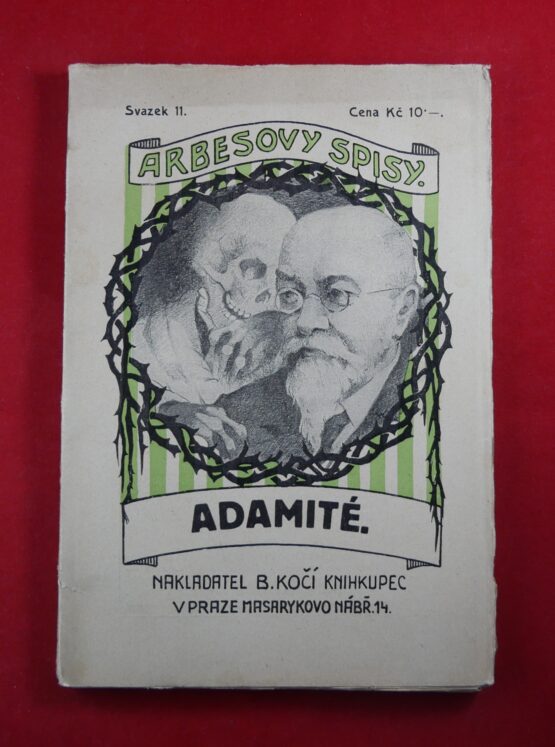 Svazek 11. Cena Kč 10·—.
ARBESOVY SPISY.
ADAMITÉ.
NAKLADATEL B. KOČÍ KNIHKUPEC
V PRAZE MASARYKOVO NÁBŘ. 14.